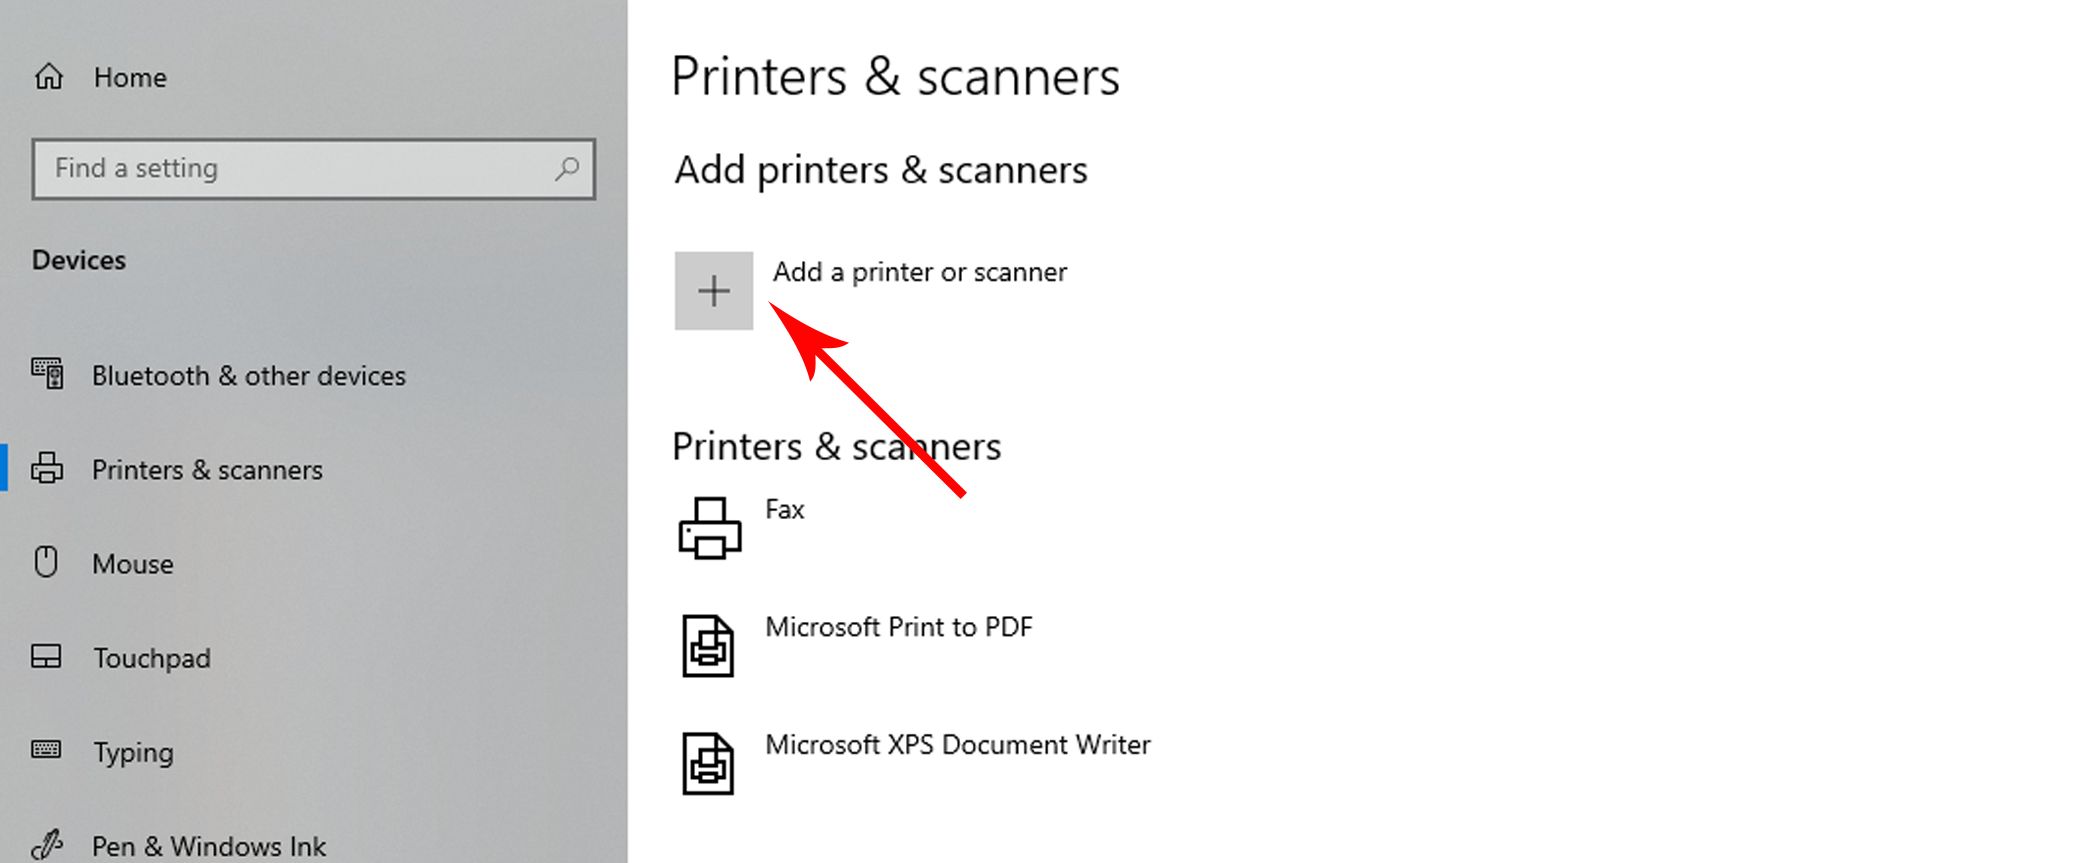 Home
Find a setting
Devices
Bluetooth & other devices
Printers & scanners
Mouse
Touchpad
Typing
Pen & Windows Ink
Printers & scanners
Add printers & scanners
Add a printer or scanner
Printers & scanners
Fax
Microsoft Print to PDF
Microsoft XPS Document Writer